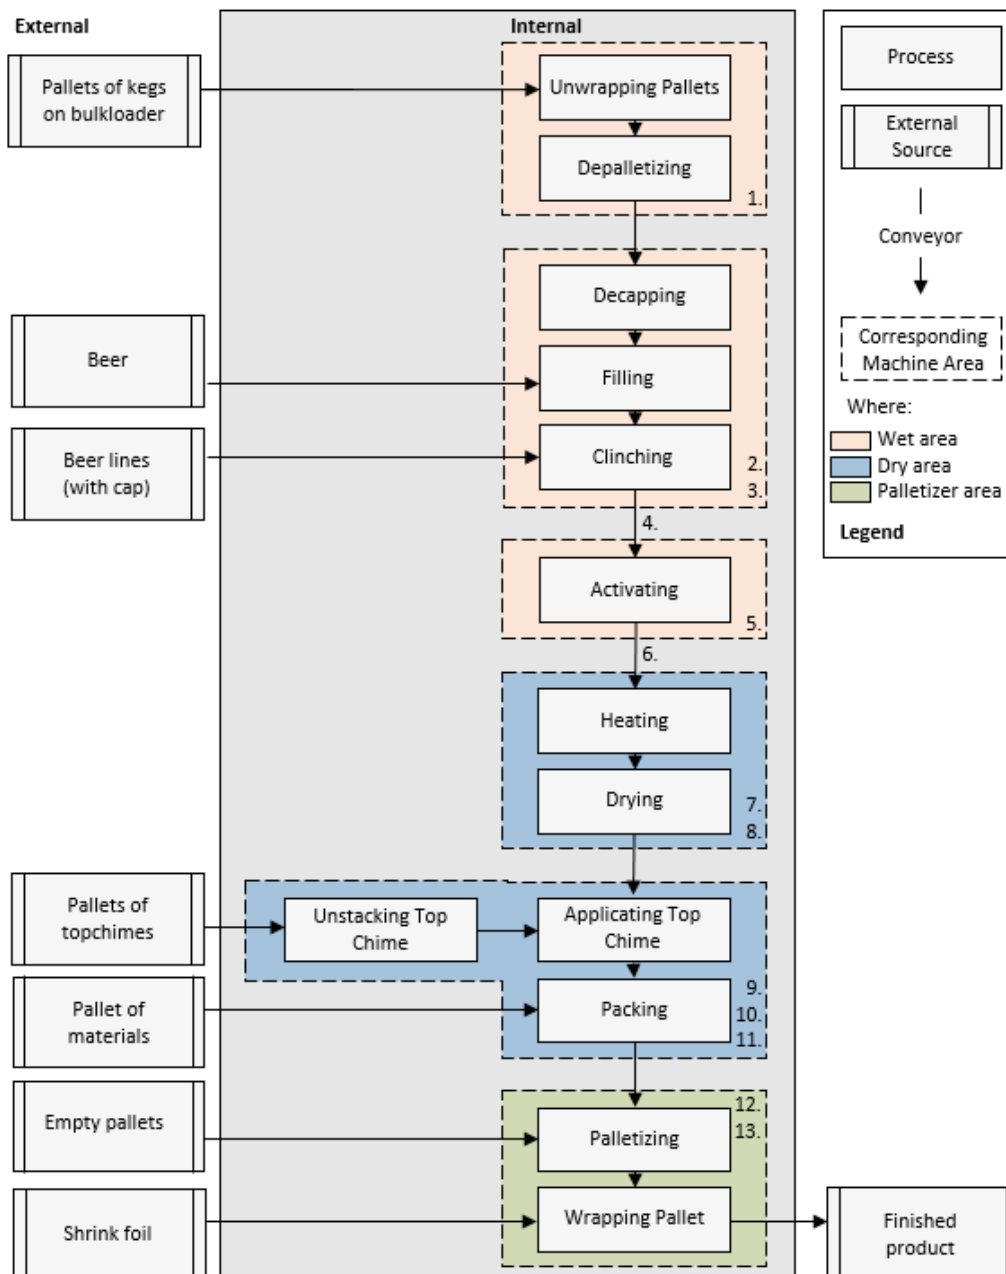 External
Internal
Pallets of kegs
on bulkloader
Unwrapping Pallets
Depalletizing
1.
Decapping
Beer
Filling
Beer lines
(with cap)
Clinching
2.
3.
4.
Activating
5.
6.
Heating
Drying
7.
8.
Pallets of
topchimes
Unstacking Top
Chime
Applicating Top
Chime
Pallet of
materials
Packing
9.
10.
11.
Empty pallets
Palletizing
12.
13.
Shrink foil
Wrapping Pallet
Finished
product
Process
External
Source
Conveyor
Corresponding
Machine Area
Where:
Wet area
Dry area
Palletizer area
Legend